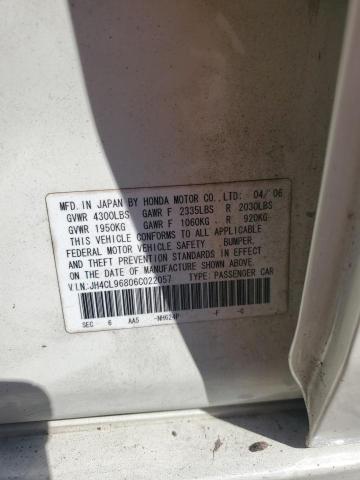 MFD. IN JAPAN BY HONDA MOTOR CO., LTD: 04/ 06
GVWR 4300LBS GAWR F 2335LBS R 2030LBS
GVWR 1950KG GAWR F 1060KG R 920KG
THIS VEHICLE CONFORMS TO ALL APPLICABLE
FEDERAL MOTOR VEHICLE SAFETY, BUMPER,
AND THEFT PREVENTION STANDARDS IN EFFECT
ON THE DATE OF MANUFACTURE SHOWN ABOVE.
V.I.N: JH4CL96806C022057 TYPE: PASSENGER CAR
SEC 6 AA5 -NH624P -F -C